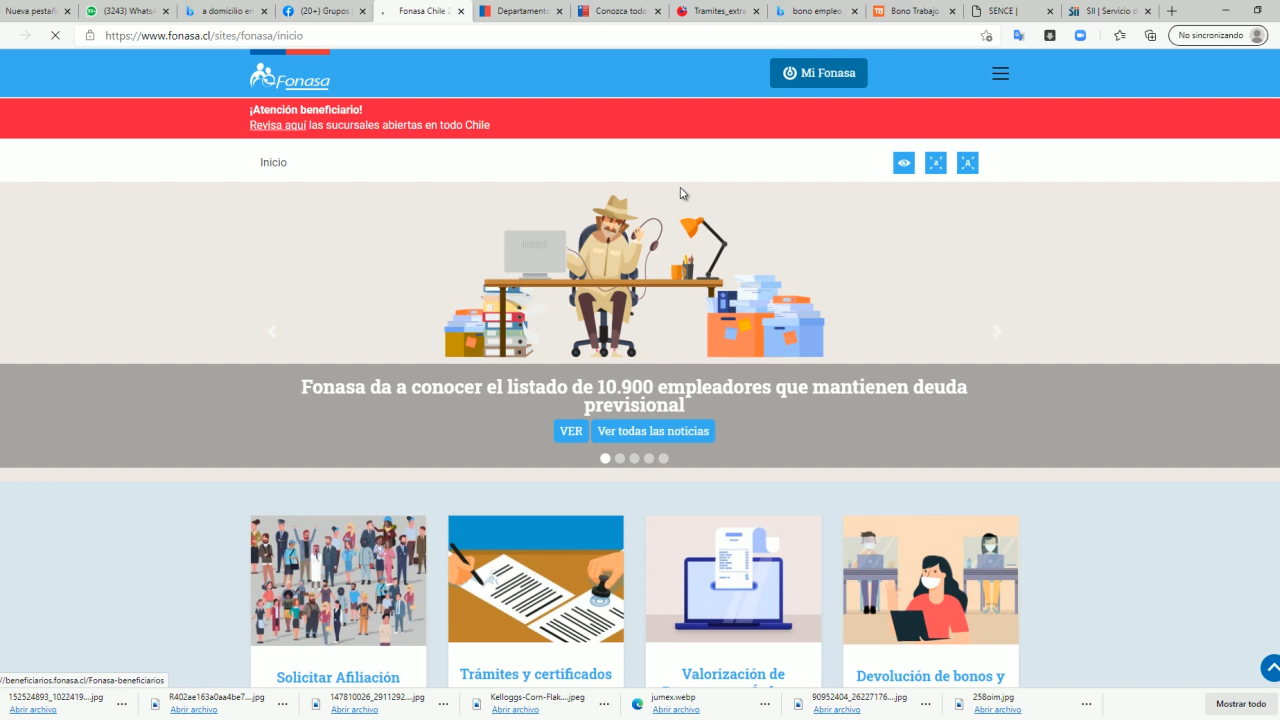 Nueva pestañ
(3243) Whats
a domicilio en
(20+) Grupos
Fonasa Chile 2
Departamento
Conozca todo
Tramites_extra
bono empleo
Bono Trabajo
SENCE |
SII | Servicio d
https://www.fonasa.cl/sites/fonasa/inicio
No sincronizando
Fonasa
Mi Fonasa
¡Atención beneficiario!
Revisa aquí las sucursales abiertas en todo Chile
Inicio
a
A
Fonasa da a conocer el listado de 10.900 empleadores que mantienen deuda
previsional
VER
Ver todas las noticias
Solicitar Afiliación
Trámites y certificados
Valorización de
Devolución de bonos y
//beneficiarios.fonasa.cl/Fonasa-beneficiarios
152524893_1022419....jpg
Abrir archivo
R402ae163a0aa4be7....jpg
Abrir archivo
147810026_2911292....jpg
Abrir archivo
Kelloggs-Corn-Flak....jpeg
Abrir archivo
jumex.webp
Abrir archivo
90952404_26227176....jpg
Abrir archivo
258oim.jpg
Abrir archivo
Mostrar todo